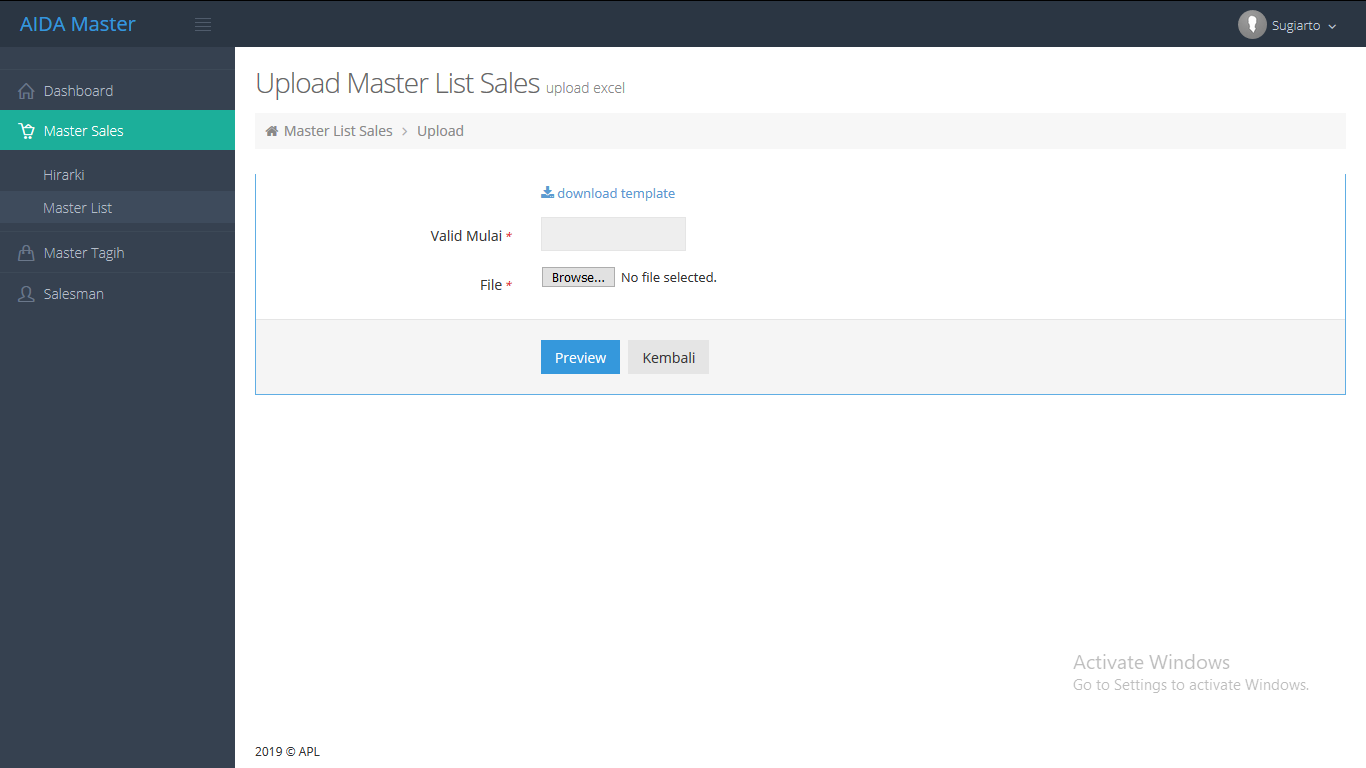 AIDA Master
Sugiarto
Dashboard
Master Sales
Hirarki
Master List
Master Tagih
Salesman
Upload Master List Sales upload excel
Master List Sales > Upload
download template
Valid Mulai *
File *
Browse... No file selected.
Preview Kembali
Activate Windows
Go to Settings to activate Windows.
2019 © APL